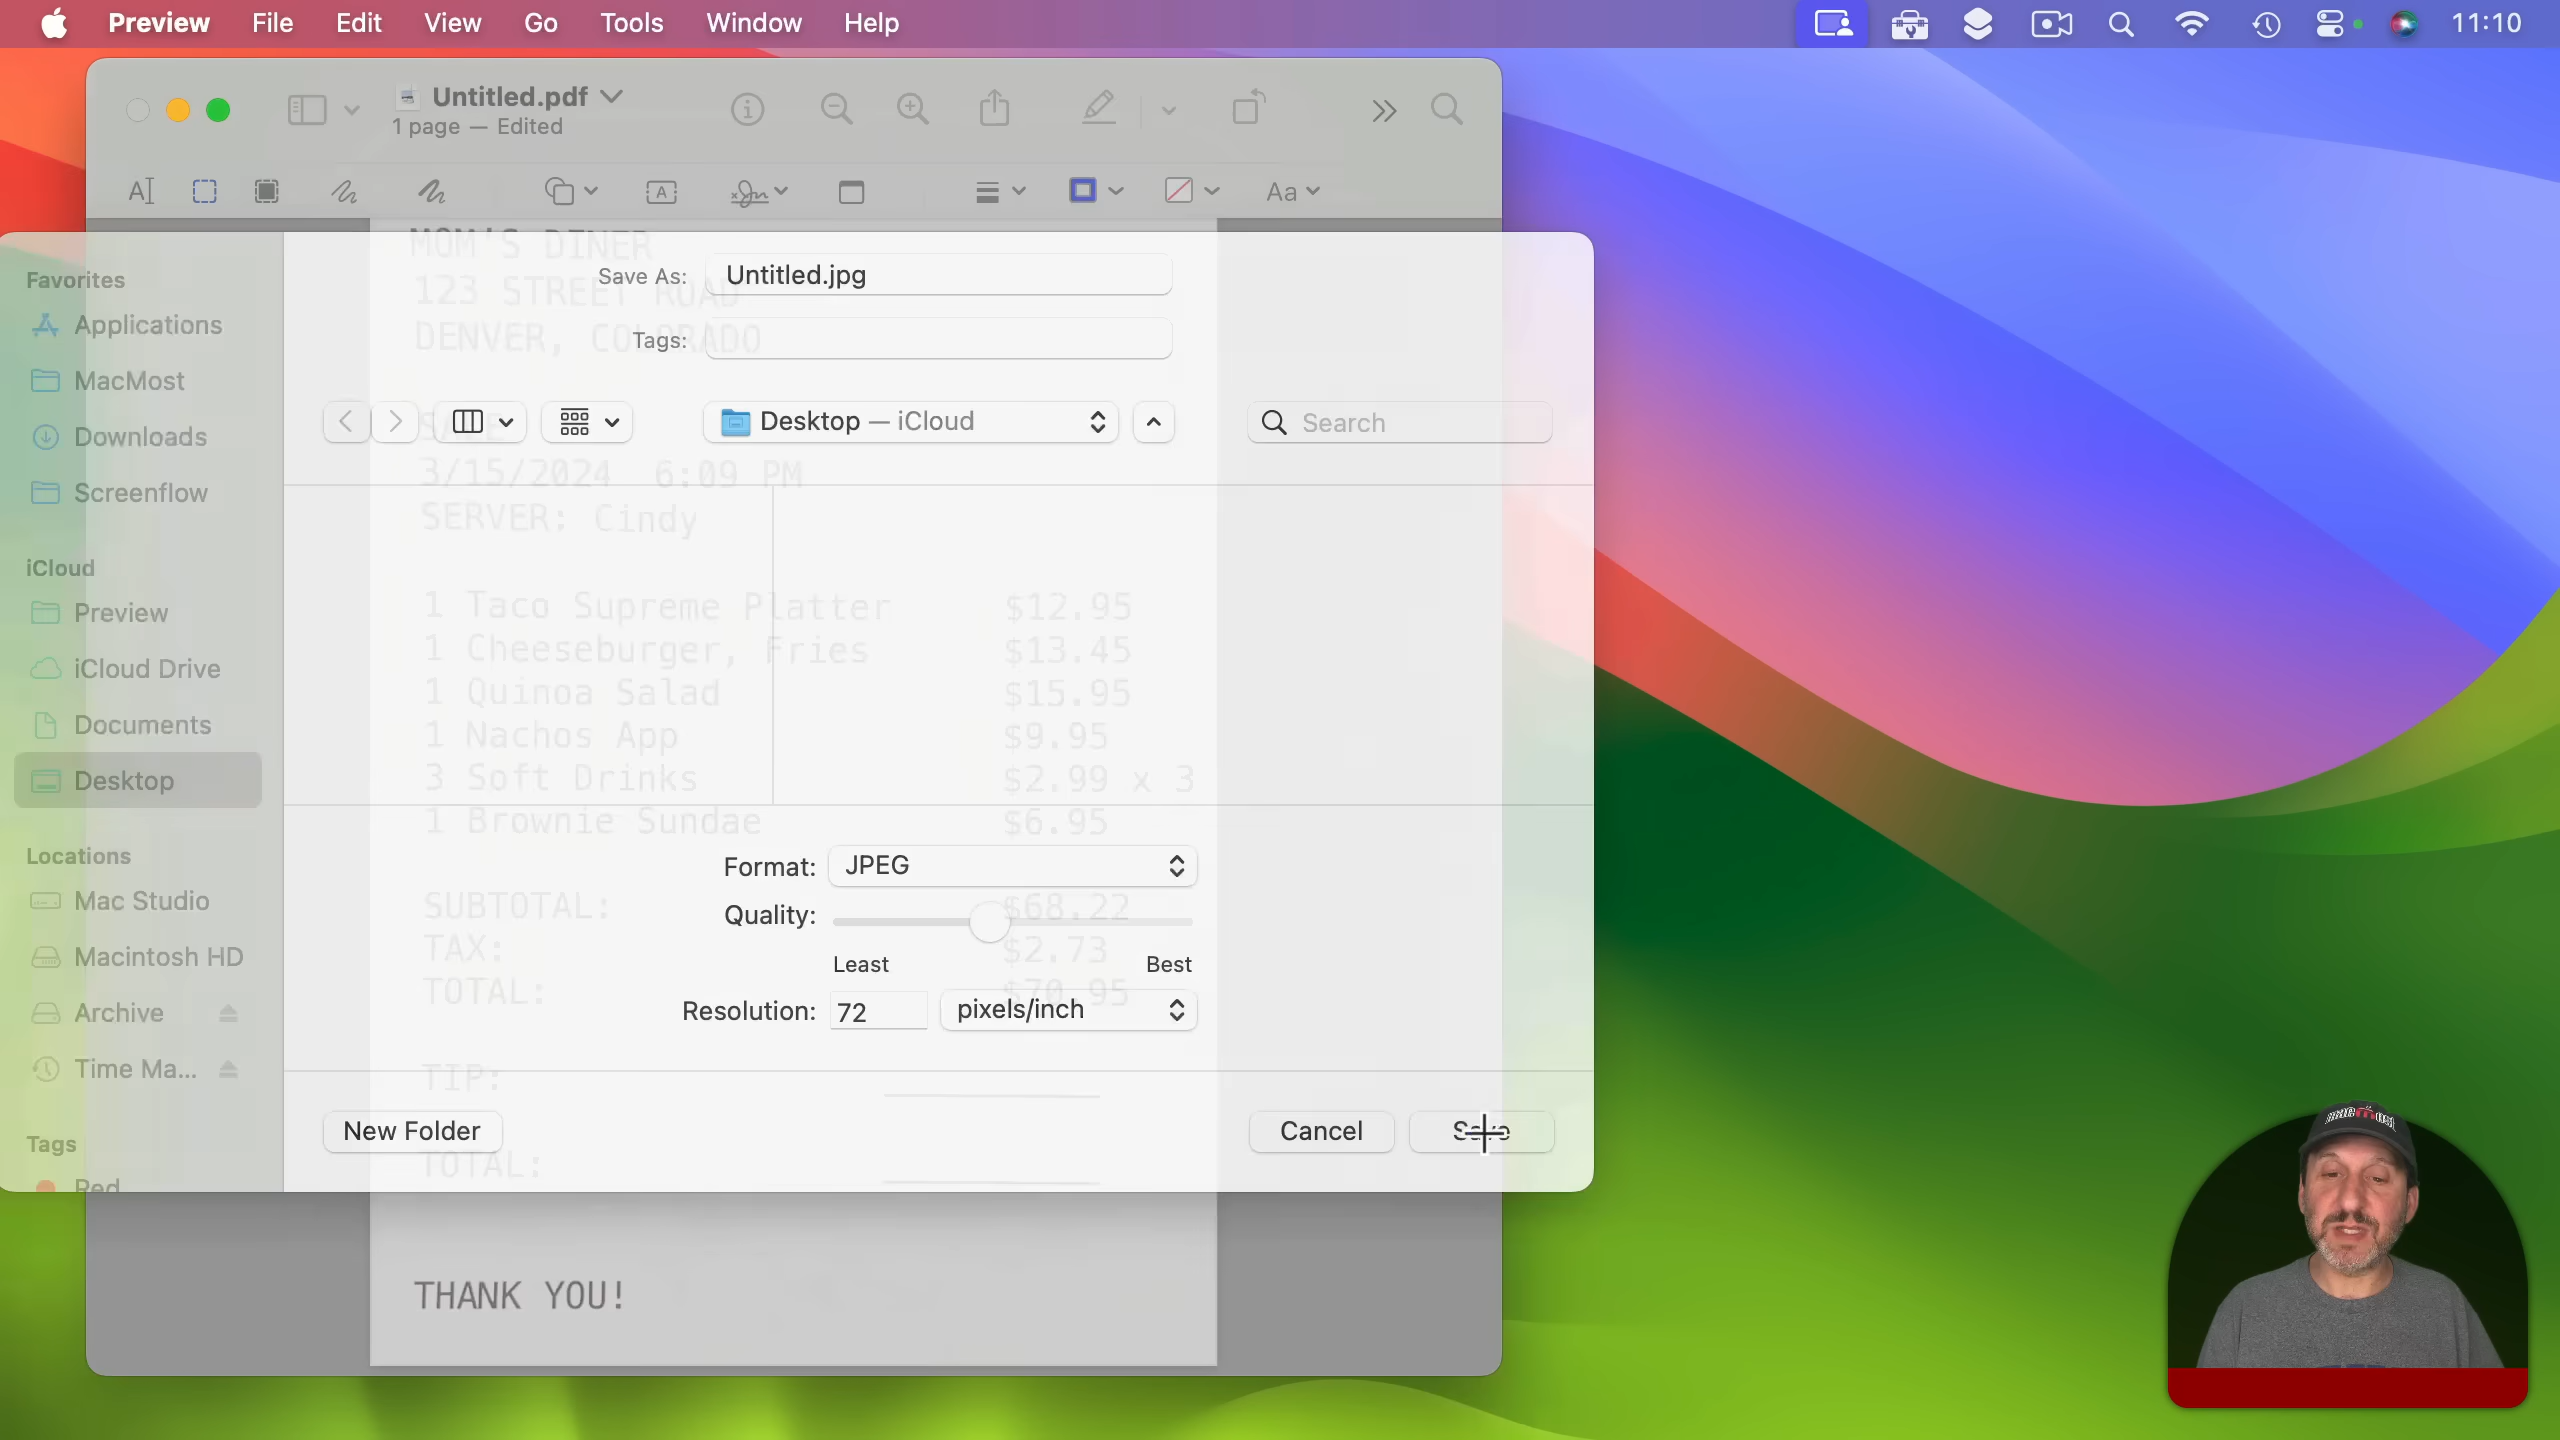 Preview File Edit View Go Tools Window Help 11:10
Untitled.pdf
1 page — Edited
Aa
MOM'S DINER
123 STREET ROAD
DENVER, COLORADO
Save As: Untitled.jpg
Tags:
Desktop — iCloud
Search
Favorites
Applications
MacMost
Downloads
Screenflow
iCloud
Preview
iCloud Drive
Documents
Desktop
Locations
Mac Studio
Macintosh HD
Archive
Time Ma...
Tags
Red
3/15/2024 6:09 PM
SERVER: Cindy
1 Taco Supreme Platter $12.95
1 Cheeseburger, Fries $13.45
1 Quinoa Salad $15.95
1 Nachos App $9.95
3 Soft Drinks $2.99 x 3
1 Brownie Sundae $6.95
SUBTOTAL: $68.22
TAX: $2.73
TOTAL: $70.95
Format: JPEG
Quality:
Least Best
Resolution: 72 pixels/inch
TIP:
TOTAL:
New Folder Cancel Save
THANK YOU!